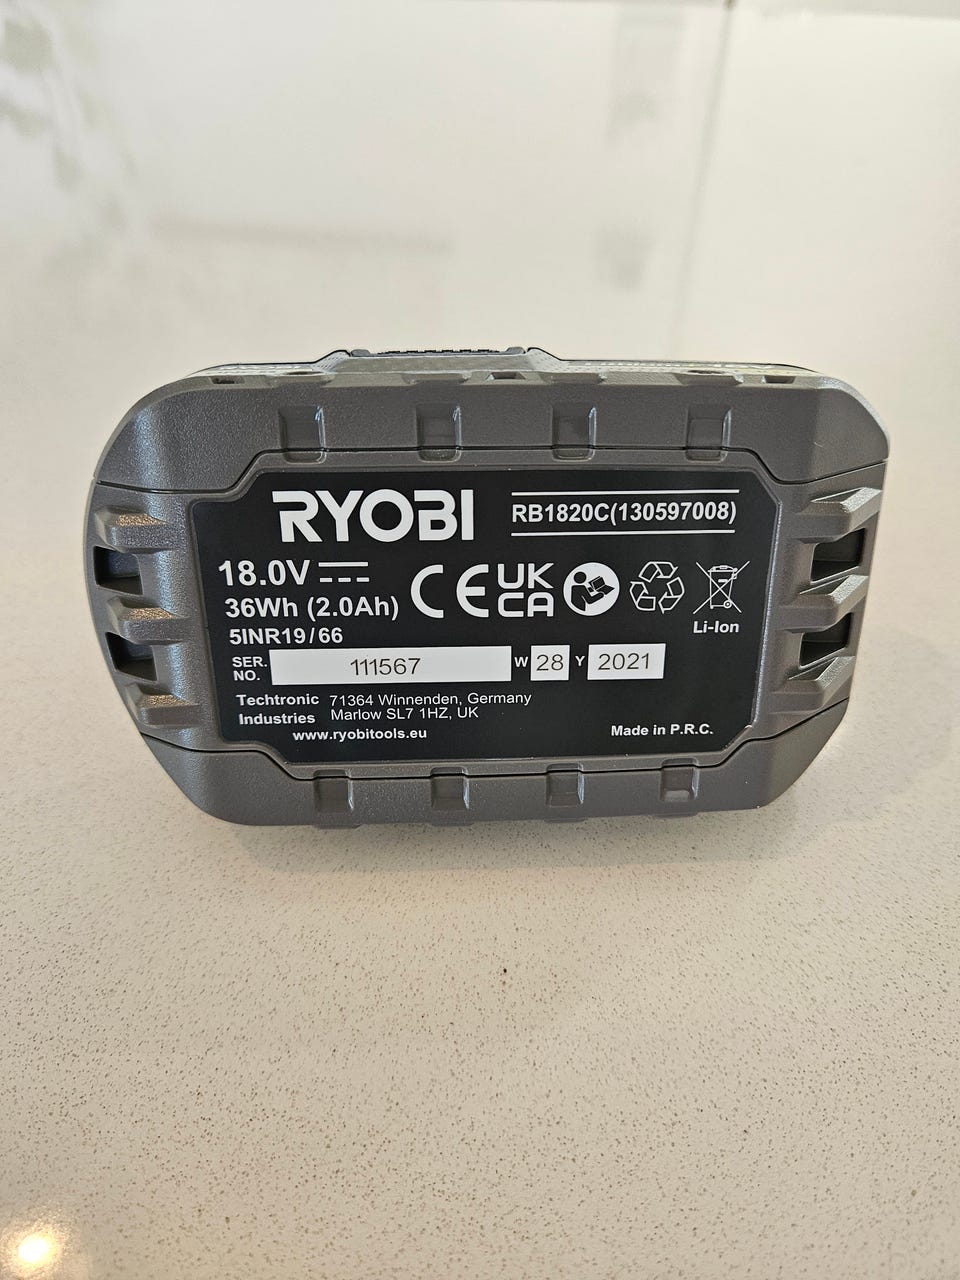 RYOBI
RB1820C(130597008)
18.0V
36Wh (2.0Ah)
CE UK CA
5INR19/66
Li-Ion
SER. NO. 111567 W 28 Y 2021
Techtronic Industries
71364 Winnenden, Germany
Marlow SL7 1HZ, UK
www.ryobitools.eu
Made in P.R.C.